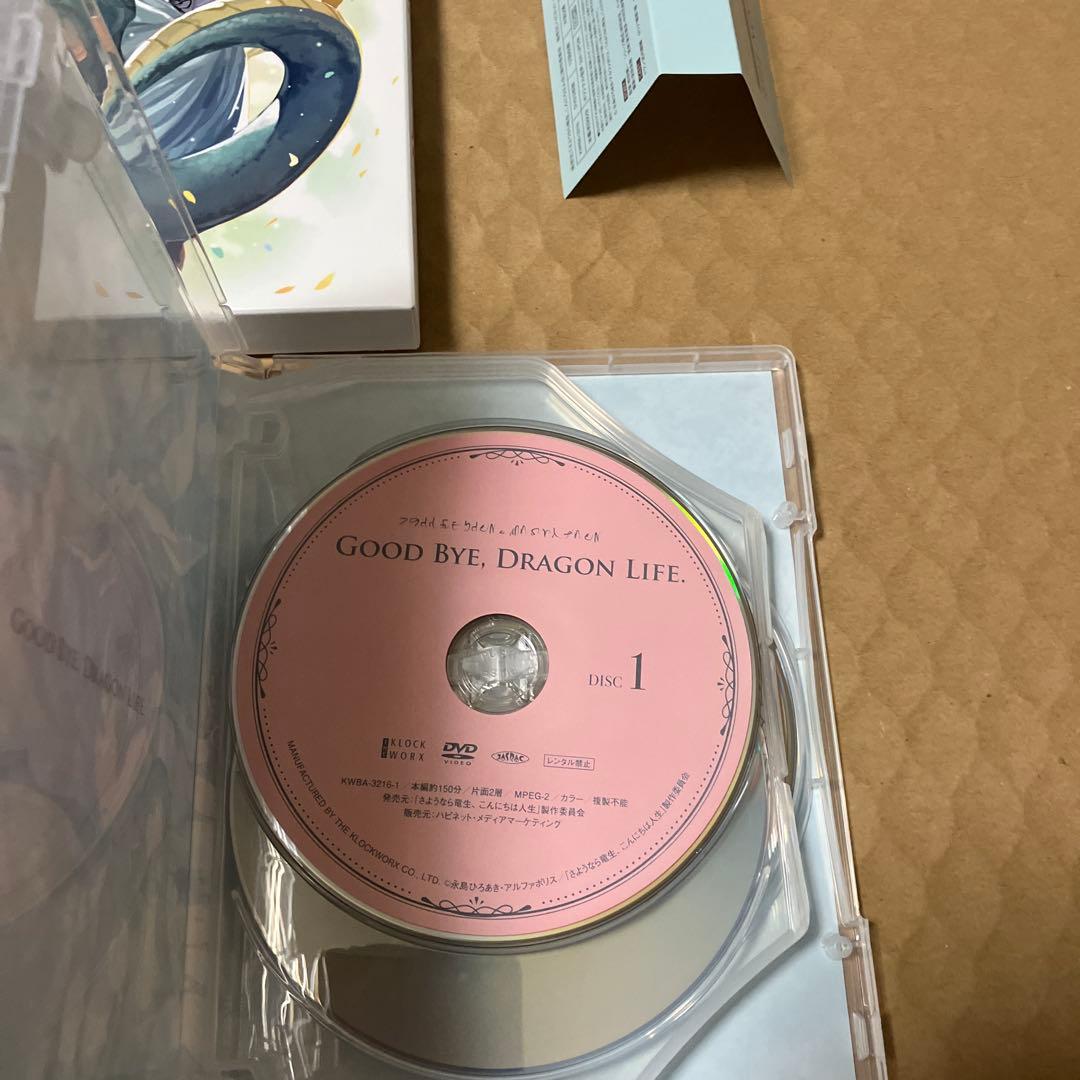 GOOD BYE, DRAGON LIFE.
DISC 1
THE KLOCK WORX
DVD VIDEO
JASRAC
レンタル禁止
KWBA-3216-1/本編約150分/片面2層/MPEG-2/カラー/複製不能
発売元:「さようなら竜生、こんにちは人生」製作委員会
販売元:ハピネット・メディアマーケティング
MANUFACTURED BY THE KLOCKWORX CO., LTD. ©永島ひろあき・アルファポリス/「さようなら竜生、こんにちは人生」製作委員会
GOOD BYE, DRAGON LIFE